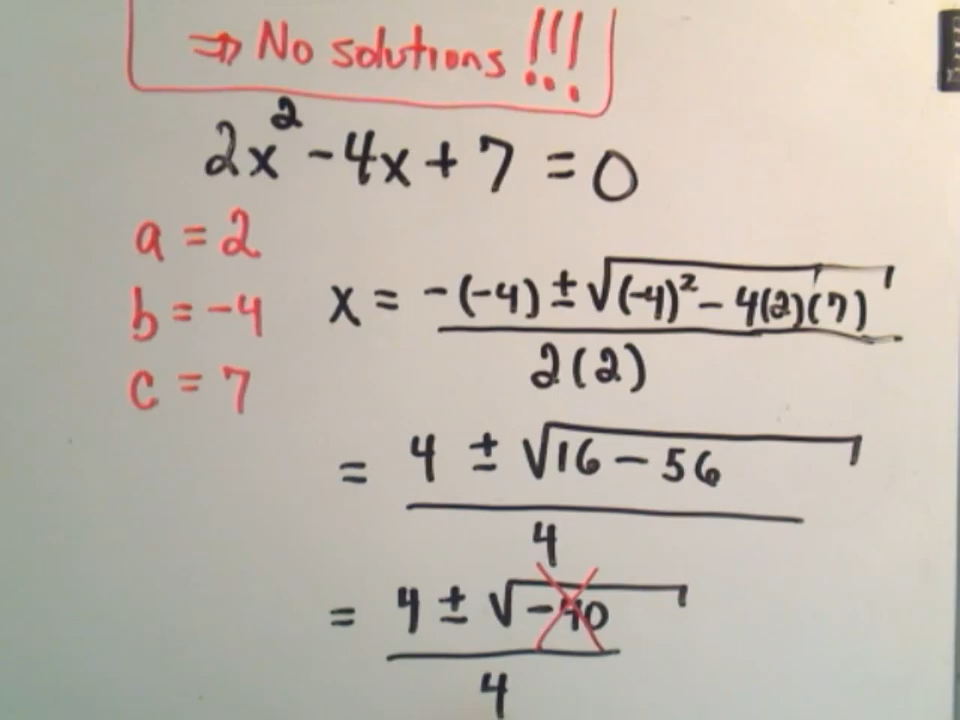 ⇒ No solutions !!!
2x² - 4x + 7 = 0
a = 2
b = -4
c = 7
x = -(-4) ± √(-4)² - 4(2)(7)
2(2)
= 4 ± √16 - 56
4
= 4 ± √-40
4